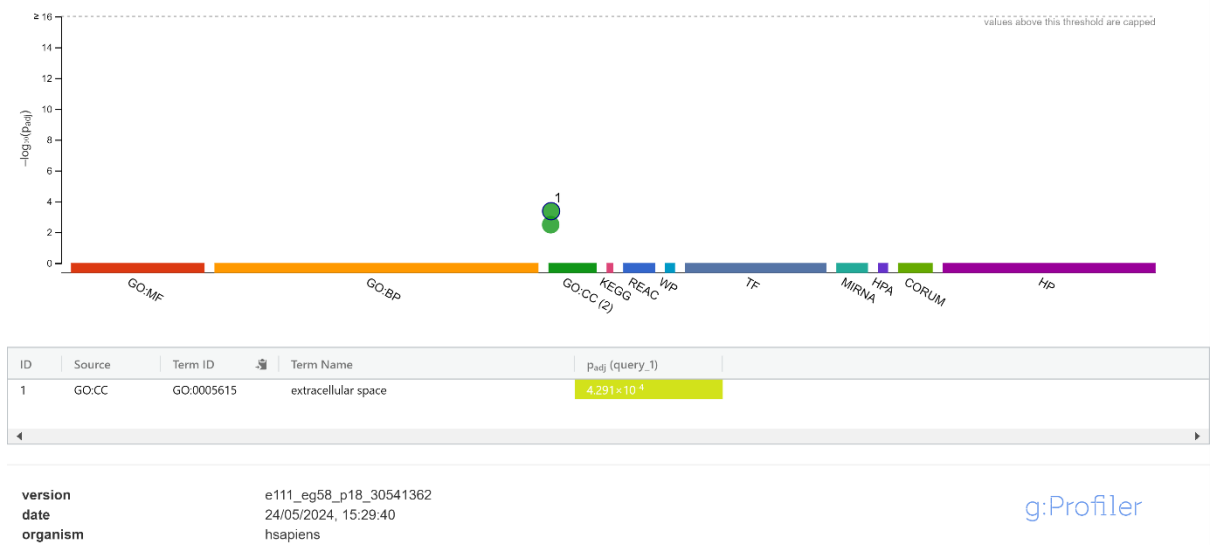 ≥ 16
values above this threshold are capped
14
12
10
8
6
4
2
0
-log₁₀(padj)
1
GO:MF
GO:BP
GO:CC (2)
KEGG
REAC
WP
TF
MIRNA
HPA
CORUM
HP
ID Source Term ID Term Name padj (query_1)
1 GO:CC GO:0005615 extracellular space 4.291×10⁻⁴
version e111_eg58_p18_30541362
date 24/05/2024, 15:29:40
organism hsapiens
g:Profiler